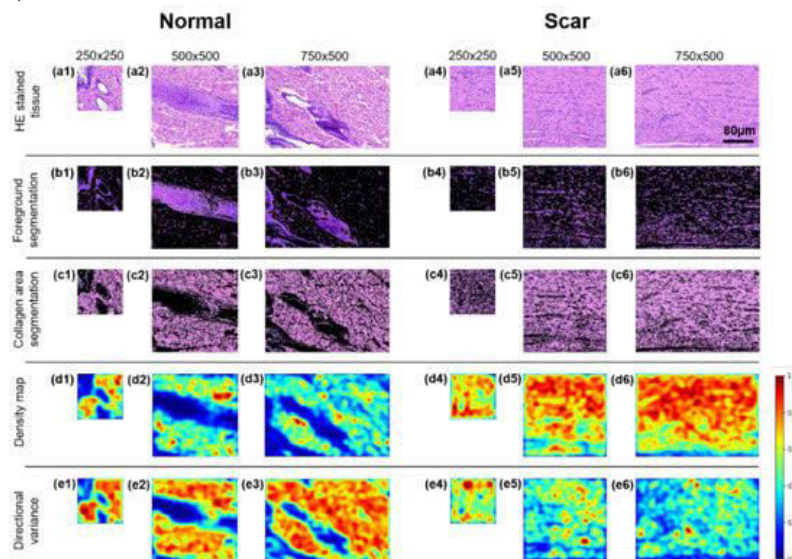 Normal Scar
250x250 500x500 750x500 250x250 500x500 750x500
HE stained tissue
(a1) (a2) (a3) (a4) (a5) (a6)
80μm
Foreground segmentation
(b1) (b2) (b3) (b4) (b5) (b6)
Collagen area segmentation
(c1) (c2) (c3) (c4) (c5) (c6)
Density map
(d1) (d2) (d3) (d4) (d5) (d6)
Directional variance
(e1) (e2) (e3) (e4) (e5) (e6)